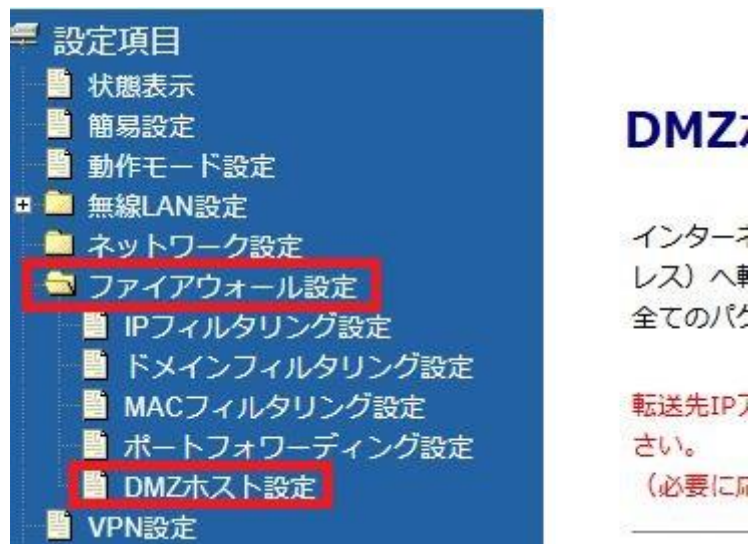 設定項目
状態表示
簡易設定
動作モード設定
無線LAN設定
ネットワーク設定
ファイアウォール設定
IPフィルタリング設定
ドメインフィルタリング設定
MACフィルタリング設定
ポートフォワーディング設定
DMZホスト設定
VPN設定
DMZ
インターネ
レス）へ転
全てのパケ
転送先IPア
さい。
（必要に応